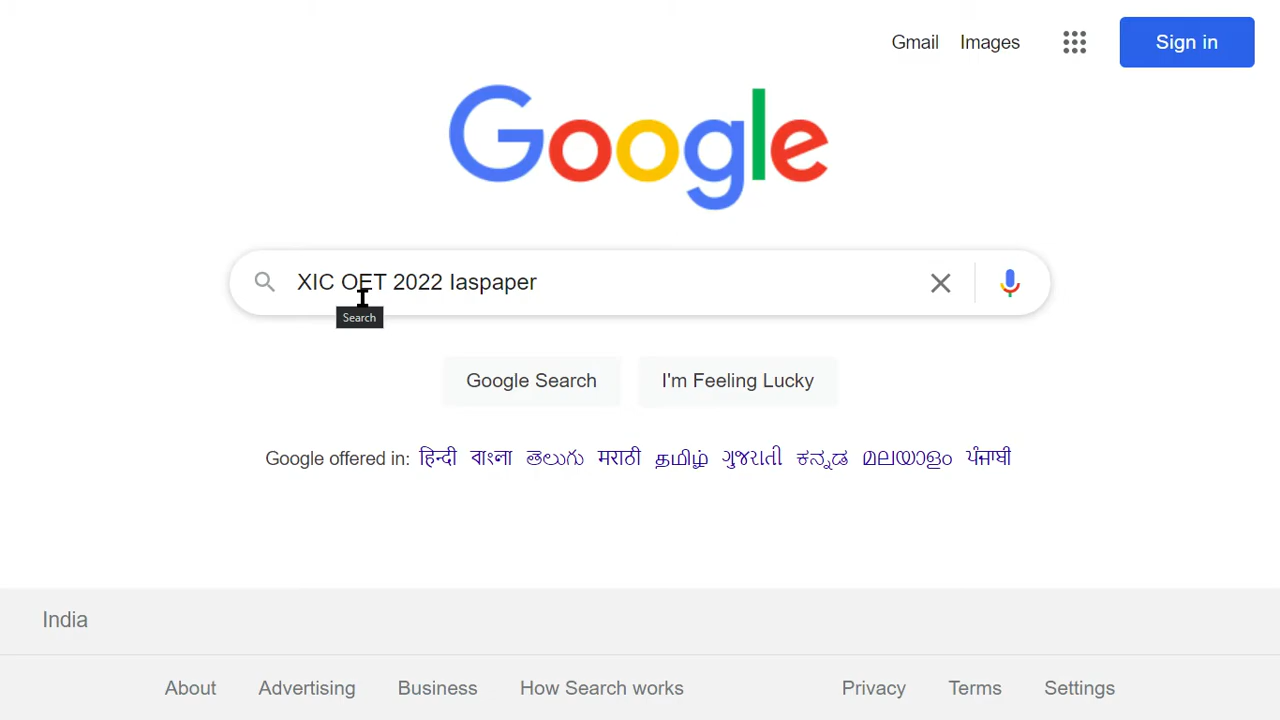 Gmail Images Sign in
Google
XIC OET 2022 Iaspaper
Search
Google Search I'm Feeling Lucky
Google offered in: हिन्दी বাংলা తెలుగు मराठी தமிழ் ગુજરાતી ಕನ್ನಡ മലയാളം ਪੰਜਾਬੀ
India
About Advertising Business How Search works Privacy Terms Settings